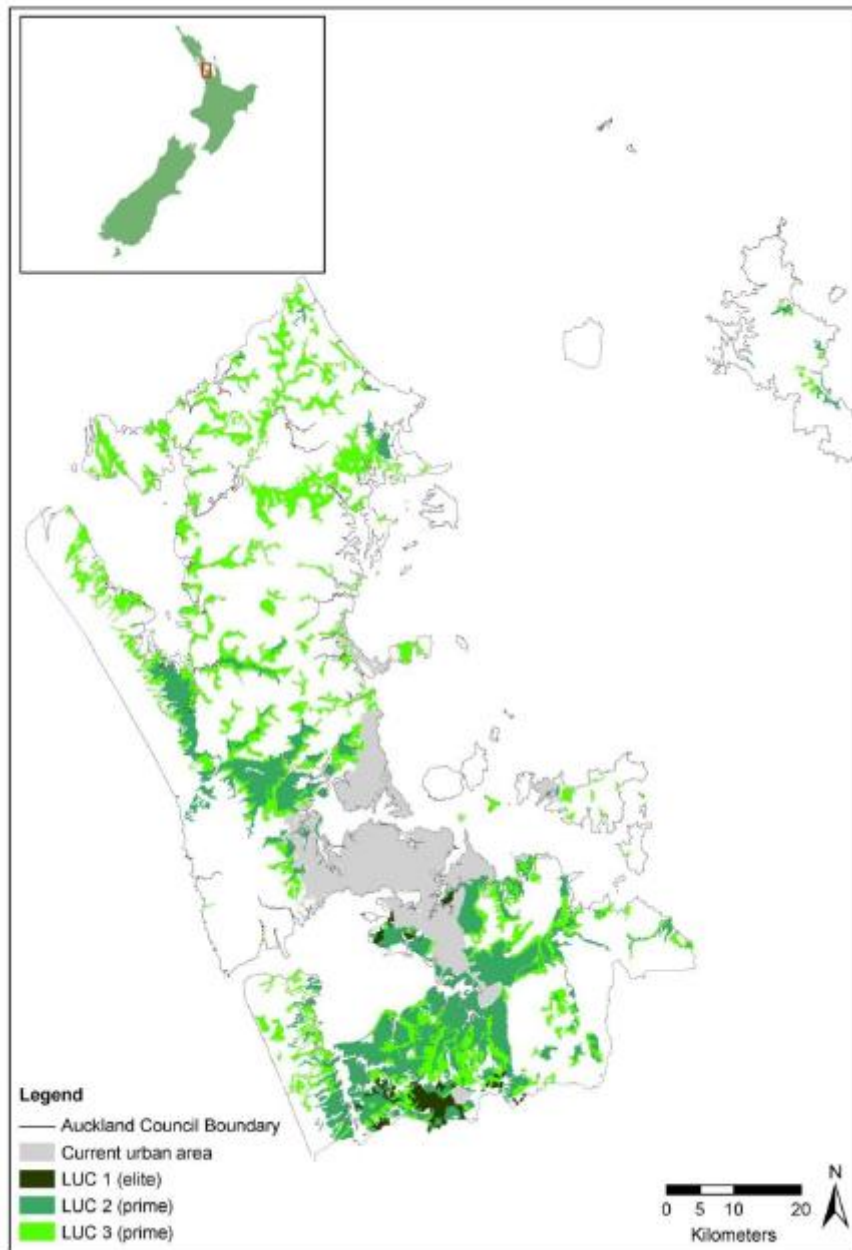 Legend
Auckland Council Boundary
Current urban area
LUC 1 (elite)
LUC 2 (prime)
LUC 3 (prime)
N
0 5 10 20
Kilometers